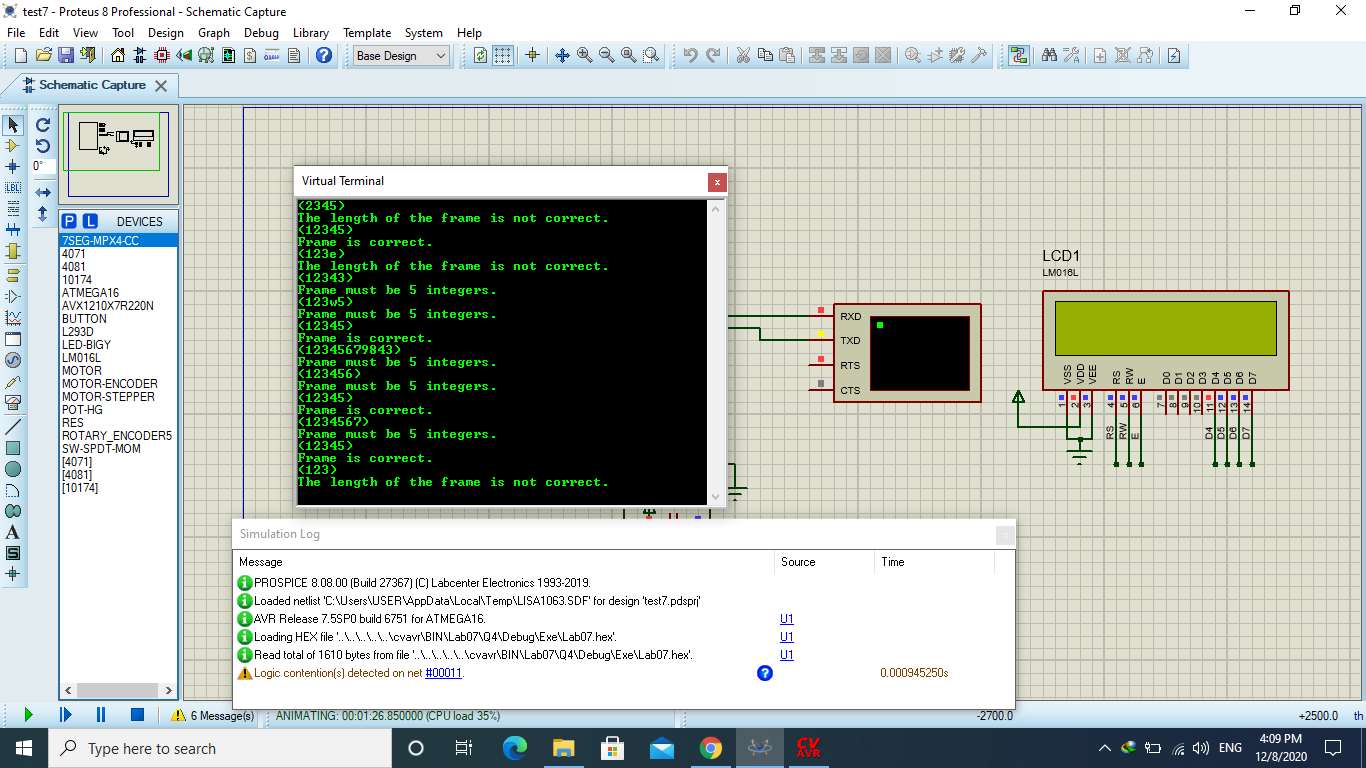 test7 - Proteus 8 Professional - Schematic Capture
File Edit View Tool Design Graph Debug Library Template System Help
Base Design
Schematic Capture
0°
LBL
P L DEVICES
7SEG-MPX4-CC
4071
4081
10174
ATMEGA16
AVX1210X7R220N
BUTTON
L293D
LED-BIGY
LM016L
MOTOR
MOTOR-ENCODER
MOTOR-STEPPER
POT-HG
RES
ROTARY_ENCODER5
SW-SPDT-MOM
[4071]
[4081]
[10174]
A
S
Virtual Terminal
(2345)
The length of the frame is not correct.
(12345)
Frame is correct.
(123e)
The length of the frame is not correct.
(12343)
Frame must be 5 integers.
(123w5)
Frame must be 5 integers.
(12345)
Frame is correct.
(12345679843)
Frame must be 5 integers.
(123456)
Frame must be 5 integers.
(12345)
Frame is correct.
(1234567)
Frame must be 5 integers.
(12345)
Frame is correct.
(123)
The length of the frame is not correct.
RXD
TXD
RTS
CTS
LCD1
LM016L
VSS VDD VEE RS RW E D0 D1 D2 D3 D4 D5 D6 D7
1 2 3 4 5 6 7 8 9 10 11 12 13 14
RS RW E D4 D5 D6 D7
Simulation Log
Message Source Time
PROSPICE 8.08.00 (Build 27367) (C) Labcenter Electronics 1993-2019.
Loaded netlist 'C:\Users\USER\AppData\Local\Temp\LISA1063.SDF' for design 'test7.pdsprj'
AVR Release 7.5SP0 build 6751 for ATMEGA16. U1
Loading HEX file '..\..\..\..\..\cvavr\BIN\Lab07\Q4\Debug\Exe\Lab07.hex'. U1
Read total of 1610 bytes from file '..\..\..\..\..\cvavr\BIN\Lab07\Q4\Debug\Exe\Lab07.hex'. U1
Logic contention(s) detected on net #00011. 0.000945250s
6 Message(s) ANIMATING: 00:01:26.850000 (CPU load 35%) -2700.0 +2500.0 th
Type here to search
CV
AVR
ENG
4:09 PM
12/8/2020